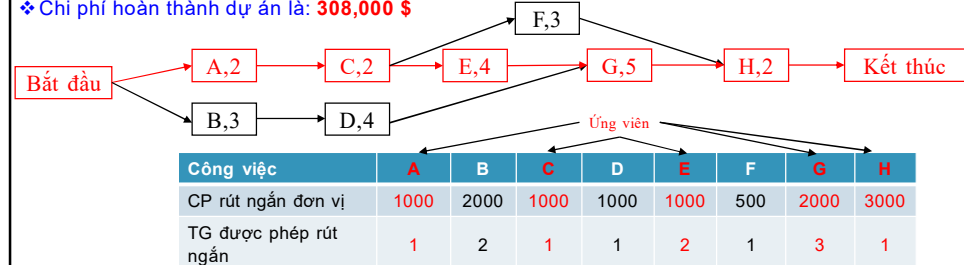 ❖ Chi phí hoàn thành dự án là: 308,000 $
F,3
Bắt đầu
A,2
C,2
E,4
G,5
H,2
Kết thúc
B,3
D,4
Ứng viên
Công việc A B C D E F G H
CP rút ngắn đơn vị 1000 2000 1000 1000 1000 500 2000 3000
TG được phép rút
ngắn 1 2 1 1 2 1 3 1